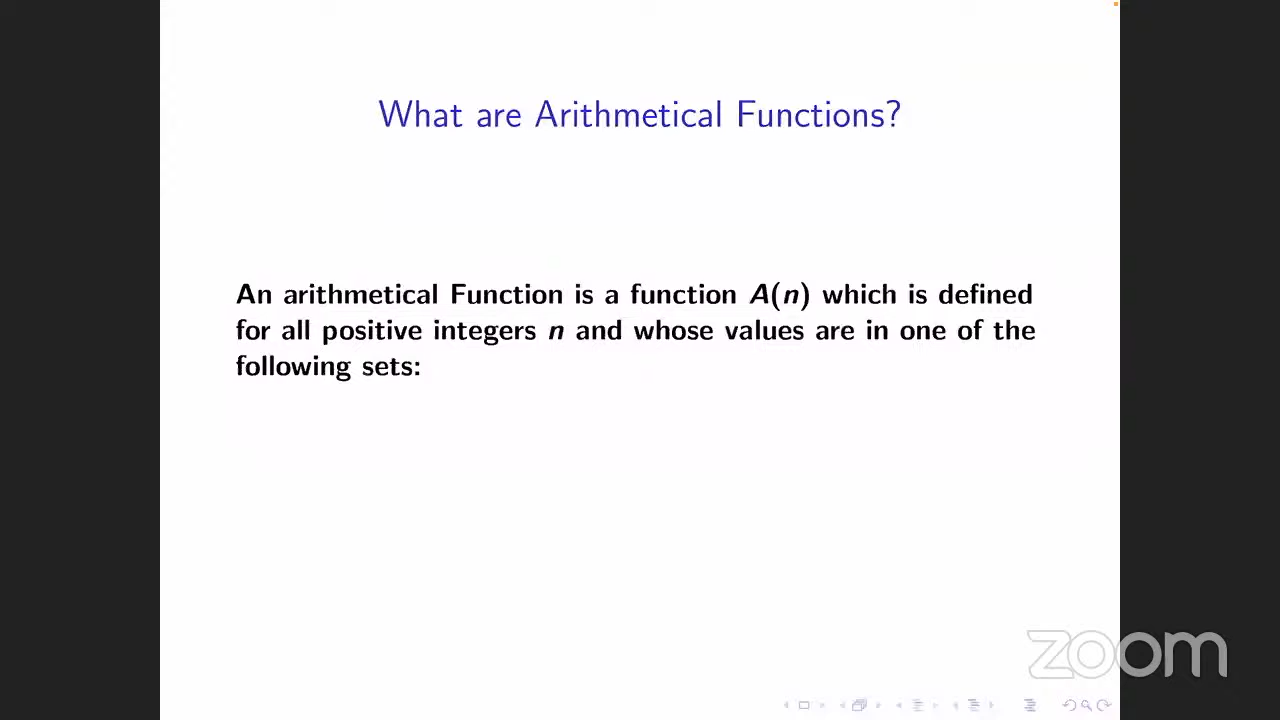 What are Arithmetical Functions?
An arithmetical Function is a function A(n) which is defined
for all positive integers n and whose values are in one of the
following sets:
zoom